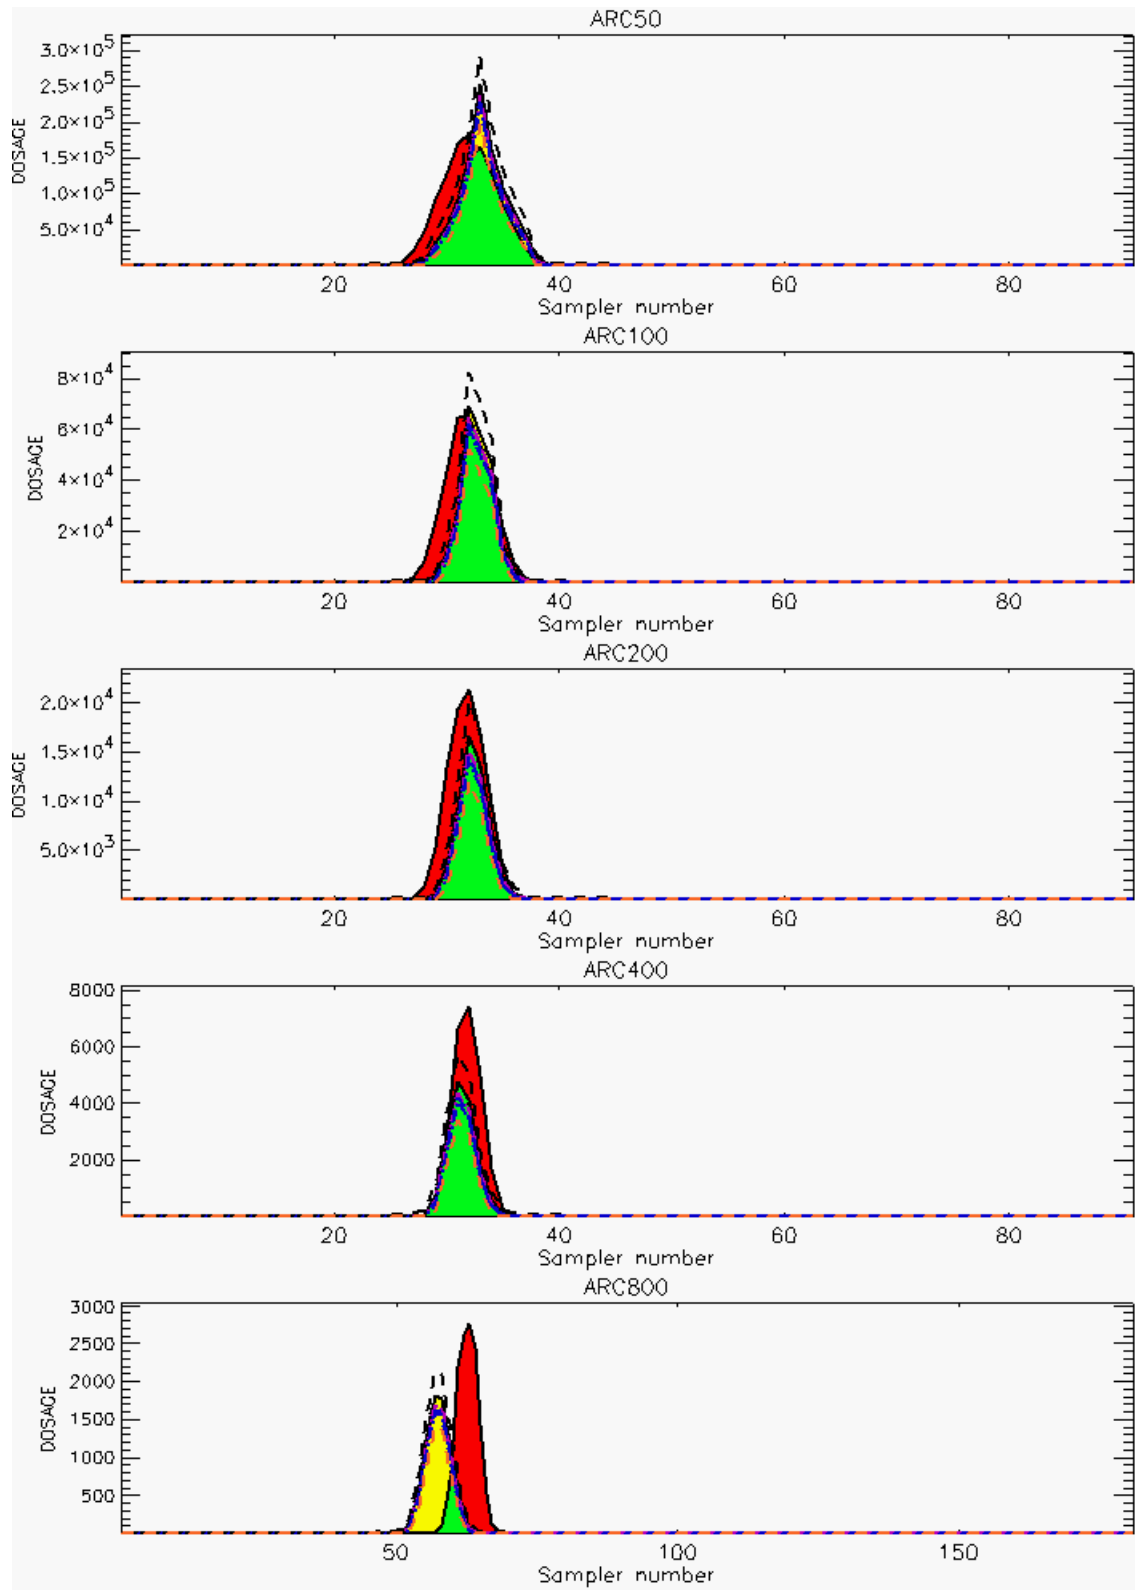 ARC50
3.0×10⁵
2.5×10⁵
2.0×10⁵
1.5×10⁵
1.0×10⁵
5.0×10⁴
DOSAGE
20 40 60 80
Sampler number
ARC100
8×10⁴
6×10⁴
4×10⁴
2×10⁴
DOSAGE
20 40 60 80
Sampler number
ARC200
2.0×10⁴
1.5×10⁴
1.0×10⁴
5.0×10³
DOSAGE
20 40 60 80
Sampler number
ARC400
8000
6000
4000
2000
DOSAGE
20 40 60 80
Sampler number
ARC800
3000
2500
2000
1500
1000
500
DOSAGE
50 100 150
Sampler number